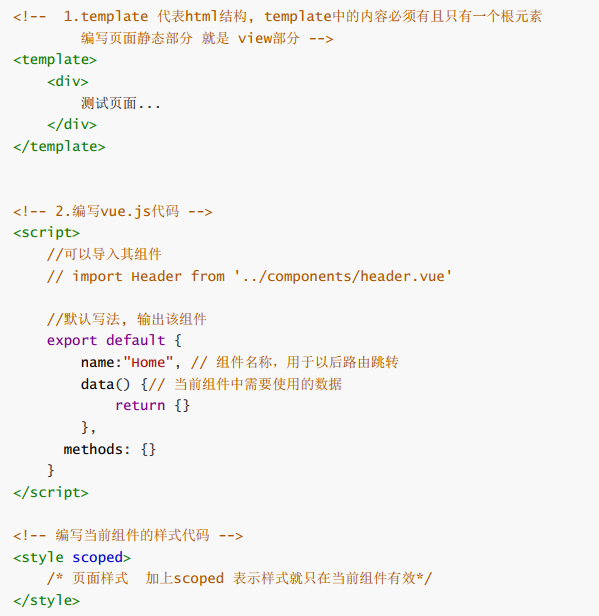 <!--  1.template 代表html结构, template中的内容必须有且只有一个根元素
        编写页面静态部分 就是 view部分 -->
<template>
    <div>
        测试页面...
    </div>
</template>
<!-- 2.编写vue.js代码 -->
<script>
    //可以导入其组件
    // import Header from '../components/header.vue'
    //默认写法, 输出该组件
    export default {
        name:"Home", // 组件名称，用于以后路由跳转
        data() {// 当前组件中需要使用的数据
            return {}
        },
      methods: {}
    }
</script>
<!-- 编写当前组件的样式代码 -->
<style scoped>
    /* 页面样式  加上scoped 表示样式就只在当前组件有效*/
</style>